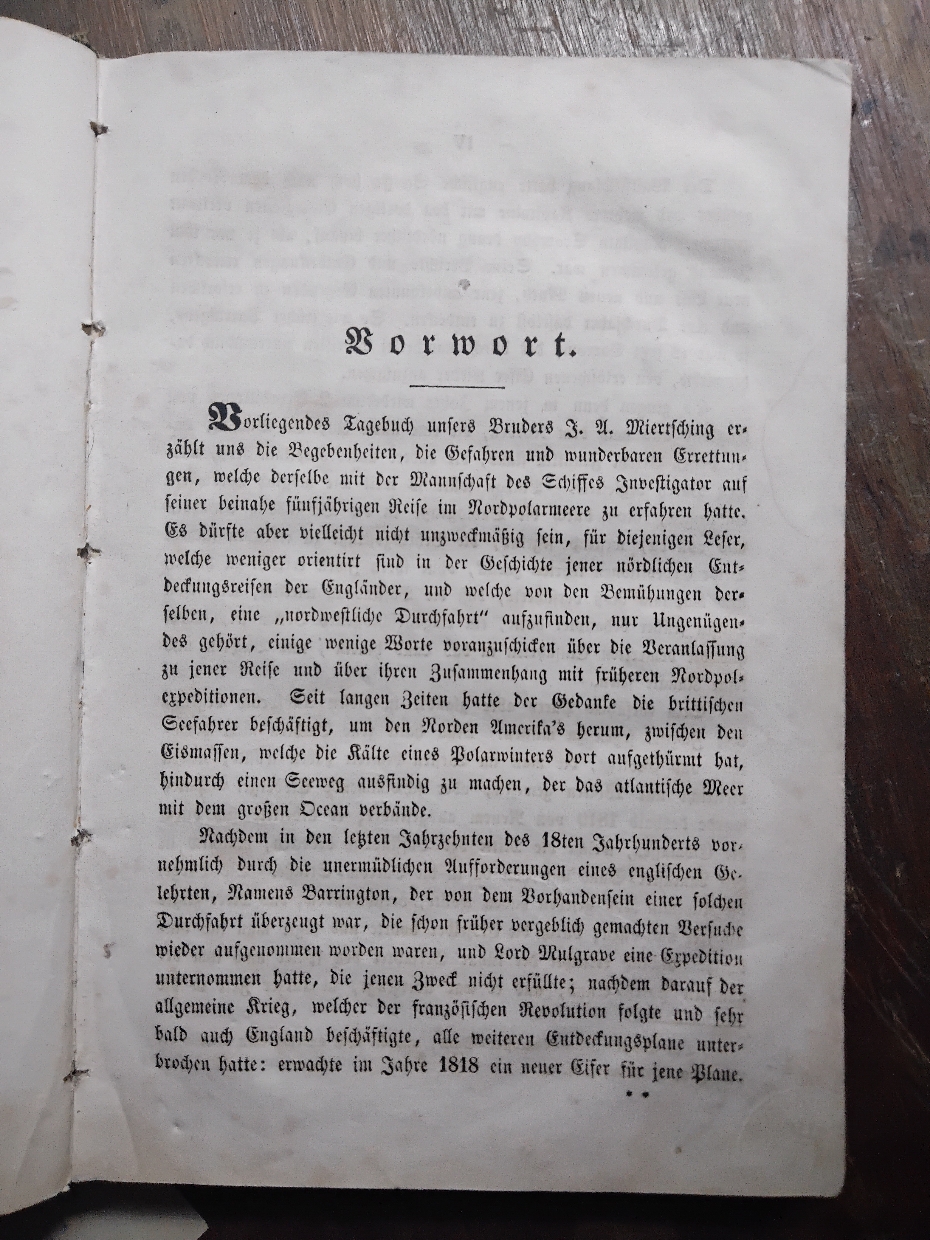 Vorwort.
Vorliegendes Tagebuch unsers Bruders J. A. Miertsching er-
zählt uns die Begebenheiten, die Gefahren und wunderbaren Errettun-
gen, welche derselbe mit der Mannschaft des Schiffes Investigator auf
seiner beinahe fünfjährigen Reise im Nordpolarmeere zu erfahren hatte.
Es dürfte aber vielleicht nicht unzweckmäßig sein, für diejenigen Leser,
welche weniger orientirt sind in der Geschichte jener nördlichen Ent-
deckungsreisen der Engländer, und welche von den Bemühungen der-
selben, eine „nordwestliche Durchfahrt“ aufzufinden, nur Ungenügen-
des gehört, einige wenige Worte voranzuschicken über die Veranlassung
zu jener Reise und über ihren Zusammenhang mit früheren Nordpol-
expeditionen. Seit langen Zeiten hatte der Gedanke die brittischen
Seefahrer beschäftigt, um den Norden Amerika's herum, zwischen den
Eismassen, welche die Kälte eines Polarwinters dort aufgethürmt hat,
hindurch einen Seeweg ausfindig zu machen, der das atlantische Meer
mit dem großen Ocean verbände.
Nachdem in den letzten Jahrzehnten des 18ten Jahrhunderts vor-
nehmlich durch die unermüdlichen Aufforderungen eines englischen Ge-
lehrten, Namens Barrington, der von dem Vorhandensein einer solchen
Durchfahrt überzeugt war, die schon früher vergeblich gemachten Versuche
wieder aufgenommen worden waren, und Lord Mulgrave eine Expedition
unternommen hatte, die jenen Zweck nicht erfüllte; nachdem darauf der
allgemeine Krieg, welcher der französischen Revolution folgte und sehr
bald auch England beschäftigte, alle weiteren Entdeckungsplane unter-
brochen hatte: erwachte im Jahre 1818 ein neuer Eifer für jene Plane.